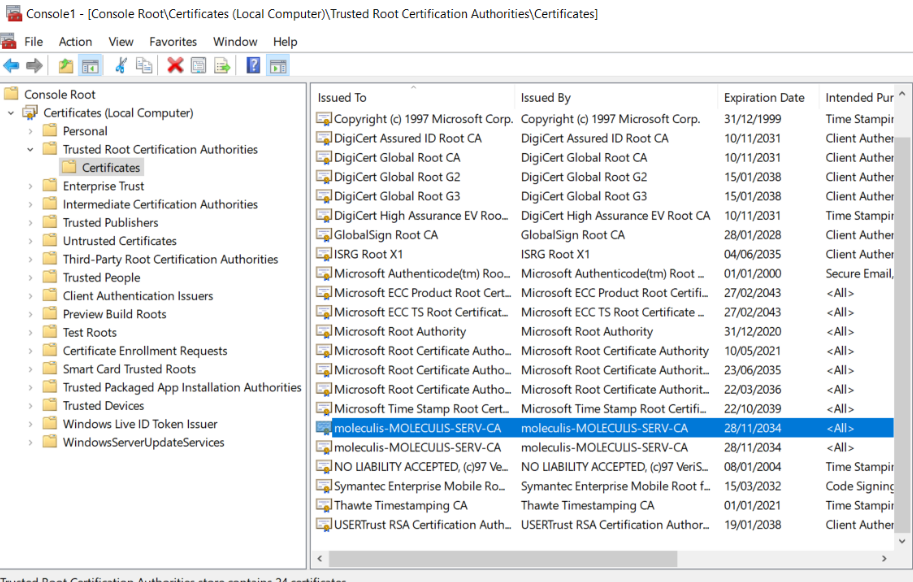 Console1 - [Console Root\Certificates (Local Computer)\Trusted Root Certification Authorities\Certificates]
File Action View Favorites Window Help
Console Root
Certificates (Local Computer)
Personal
Trusted Root Certification Authorities
Certificates
Enterprise Trust
Intermediate Certification Authorities
Trusted Publishers
Untrusted Certificates
Third-Party Root Certification Authorities
Trusted People
Client Authentication Issuers
Preview Build Roots
Test Roots
Certificate Enrollment Requests
Smart Card Trusted Roots
Trusted Packaged App Installation Authorities
Trusted Devices
Windows Live ID Token Issuer
WindowsServerUpdateServices
Issued To Issued By Expiration Date Intended Pur
Copyright (c) 1997 Microsoft Corp. Copyright (c) 1997 Microsoft Corp. 31/12/1999 Time Stampin
DigiCert Assured ID Root CA DigiCert Assured ID Root CA 10/11/2031 Client Auther
DigiCert Global Root CA DigiCert Global Root CA 10/11/2031 Client Auther
DigiCert Global Root G2 DigiCert Global Root G2 15/01/2038 Client Auther
DigiCert Global Root G3 DigiCert Global Root G3 15/01/2038 Client Auther
DigiCert High Assurance EV Roo... DigiCert High Assurance EV Root CA 10/11/2031 Time Stampin
GlobalSign Root CA GlobalSign Root CA 28/01/2028 Client Auther
ISRG Root X1 ISRG Root X1 04/06/2035 Client Auther
Microsoft Authenticode(tm) Roo... Microsoft Authenticode(tm) Root ... 01/01/2000 Secure Email,
Microsoft ECC Product Root Cert... Microsoft ECC Product Root Certifi... 27/02/2043 <All>
Microsoft ECC TS Root Certificat... Microsoft ECC TS Root Certificate ... 27/02/2043 <All>
Microsoft Root Authority Microsoft Root Authority 31/12/2020 <All>
Microsoft Root Certificate Autho... Microsoft Root Certificate Authority 10/05/2021 <All>
Microsoft Root Certificate Autho... Microsoft Root Certificate Authorit... 23/06/2035 <All>
Microsoft Root Certificate Autho... Microsoft Root Certificate Authorit... 22/03/2036 <All>
Microsoft Time Stamp Root Cert... Microsoft Time Stamp Root Certifi... 22/10/2039 <All>
moleculis-MOLECULIS-SERV-CA moleculis-MOLECULIS-SERV-CA 28/11/2034 <All>
moleculis-MOLECULIS-SERV-CA moleculis-MOLECULIS-SERV-CA 28/11/2034 <All>
NO LIABILITY ACCEPTED, (c)97 Ve... NO LIABILITY ACCEPTED, (c)97 VeriS... 08/01/2004 Time Stampin
Symantec Enterprise Mobile Ro... Symantec Enterprise Mobile Root f... 15/03/2032 Code Signing
Thawte Timestamping CA Thawte Timestamping CA 01/01/2021 Time Stampin
USERTrust RSA Certification Auth... USERTrust RSA Certification Author... 19/01/2038 Client Auther
Trusted Root Certification Authorities store contains 24 certificates